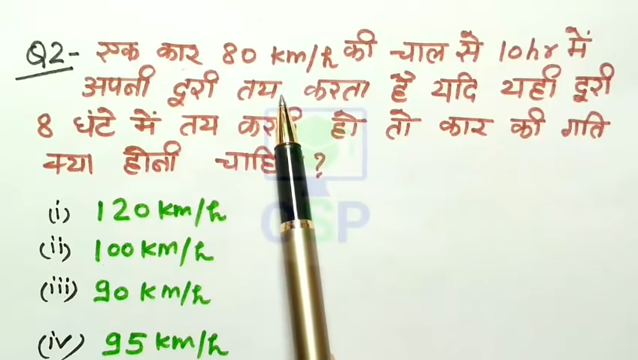 Q2- एक कार 80 km/h की चाल से 10hr में
अपनी दूरी तय करता है यदि यही दूरी
8 घंटे में तय हो तो कार की गति
क्या होनी ?
(i) 120 km/h
(ii) 100 km/h
(iii) 90 km/h
(iv) 95 km/h
GSP